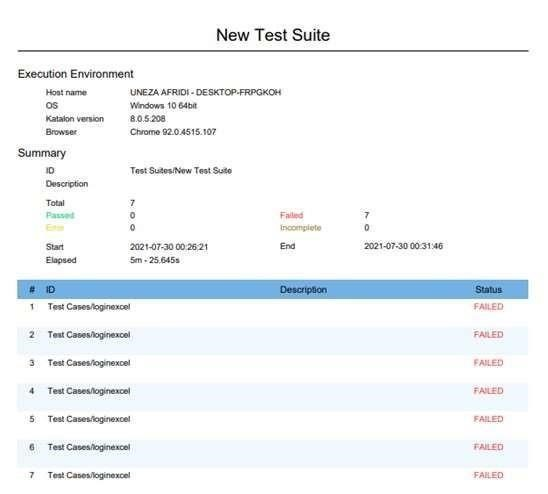 New Test Suite
Execution Environment
Host name UNEZA AFRIDI - DESKTOP-FRPGKOH
OS Windows 10 64bit
Katalon version 8.0.5.208
Browser Chrome 92.0.4515.107
Summary
ID Test Suites/New Test Suite
Description
Total 7
Passed 0 Failed 7
Error 0 Incomplete 0
Start 2021-07-30 00:26:21 End 2021-07-30 00:31:46
Elapsed 5m - 25.645s
# ID Description Status
1 Test Cases/loginexcel FAILED
2 Test Cases/loginexcel FAILED
3 Test Cases/loginexcel FAILED
4 Test Cases/loginexcel FAILED
5 Test Cases/loginexcel FAILED
6 Test Cases/loginexcel FAILED
7 Test Cases/loginexcel FAILED